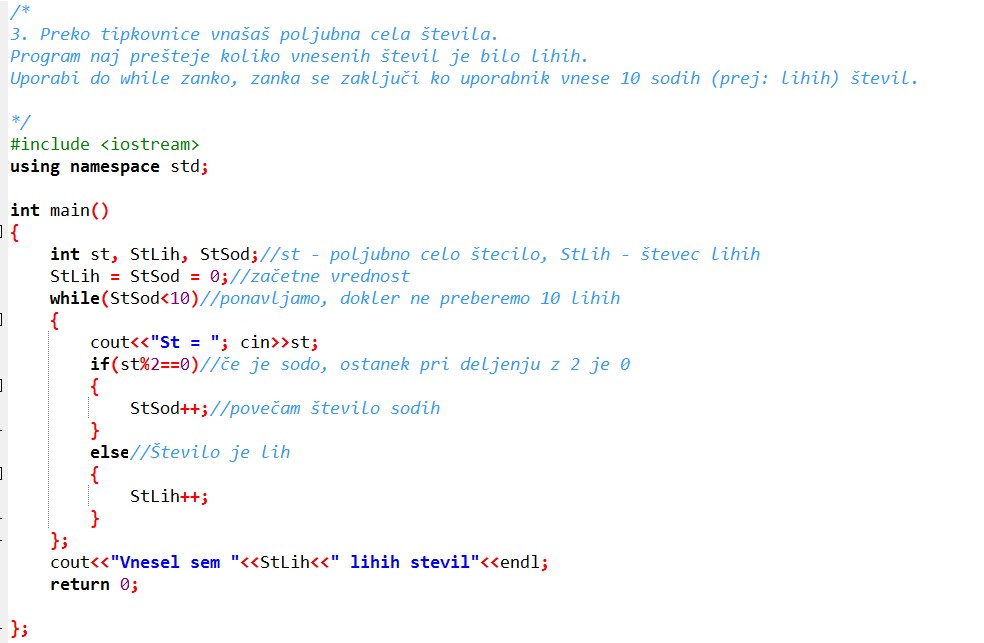 /*
3. Preko tipkovnice vnašaš poljubna cela števila.
Program naj prešteje koliko vnesenih števil je bilo lihih.
Uporabi do while zanko, zanka se zaključi ko uporabnik vnese 10 sodih (prej: lihih) števil.
*/
#include <iostream>
using namespace std;
int main()
{
int st, StLih, StSod;//st - poljubno celo štecilo, StLih - števec lihih
StLih = StSod = 0;//začetne vrednost
while(StSod<10)//ponavljamo, dokler ne preberemo 10 lihih
{
cout<<"St = "; cin>>st;
if(st%2==0)//če je sodo, ostanek pri deljenju z 2 je 0
{
StSod++;//povečam število sodih
}
else//Število je lih
{
StLih++;
}
};
cout<<"Vnesel sem "<<StLih<<" lihih stevil"<<endl;
return 0;
};